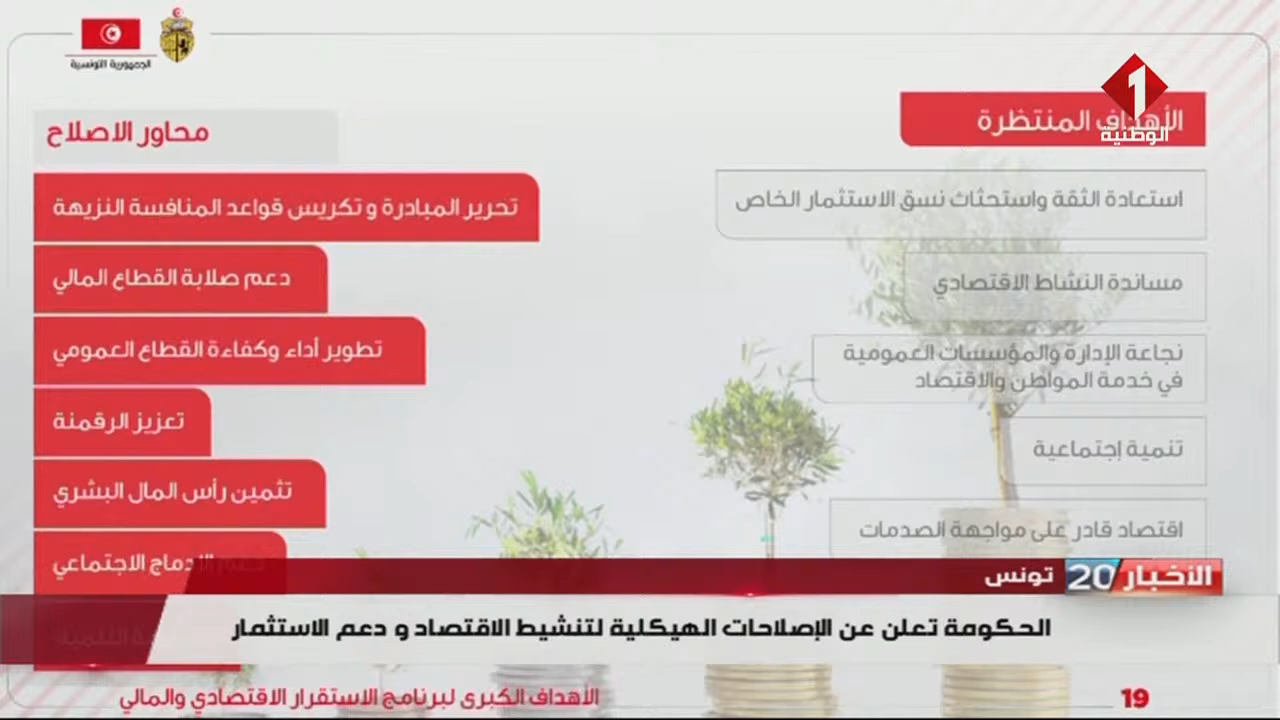 الجمهورية التونسية
1
الوطنية
الأهداف المنتظرة
استعادة الثقة واستحثاث نسق الاستثمار الخاص
مساندة النشاط الاقتصادي
نجاعة الإدارة والمؤسسات العمومية
في خدمة المواطن والاقتصاد
تنمية إجتماعية
اقتصاد قادر على مواجهة الصدمات
محاور الاصلاح
تحرير المبادرة و تكريس قواعد المنافسة النزيهة
دعم صلابة القطاع المالي
تطوير أداء وكفاءة القطاع العمومي
تعزيز الرقمنة
تثمين رأس المال البشري
دعم الادماج الاجتماعي
الأخبار 20 تونس
الحكومة تعلن عن الإصلاحات الهيكلية لتنشيط الاقتصاد و دعم الاستثمار
19
الأهداف الكبرى لبرنامج الاستقرار الاقتصادي والمالي